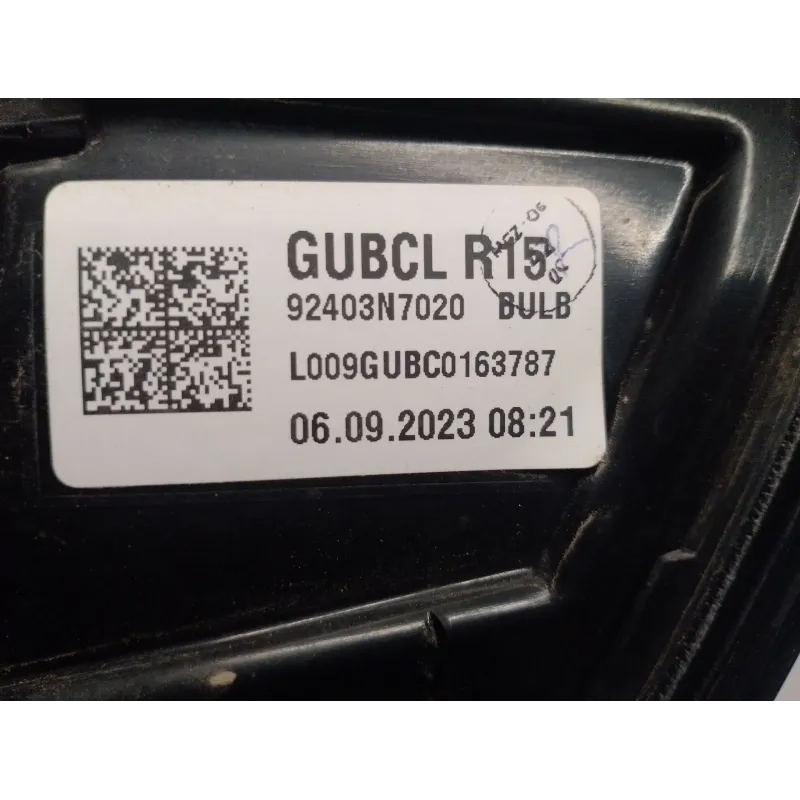 GUBCL R15
92403N7020 BULB
L009GUBC0163787
06.09.2023 08:21